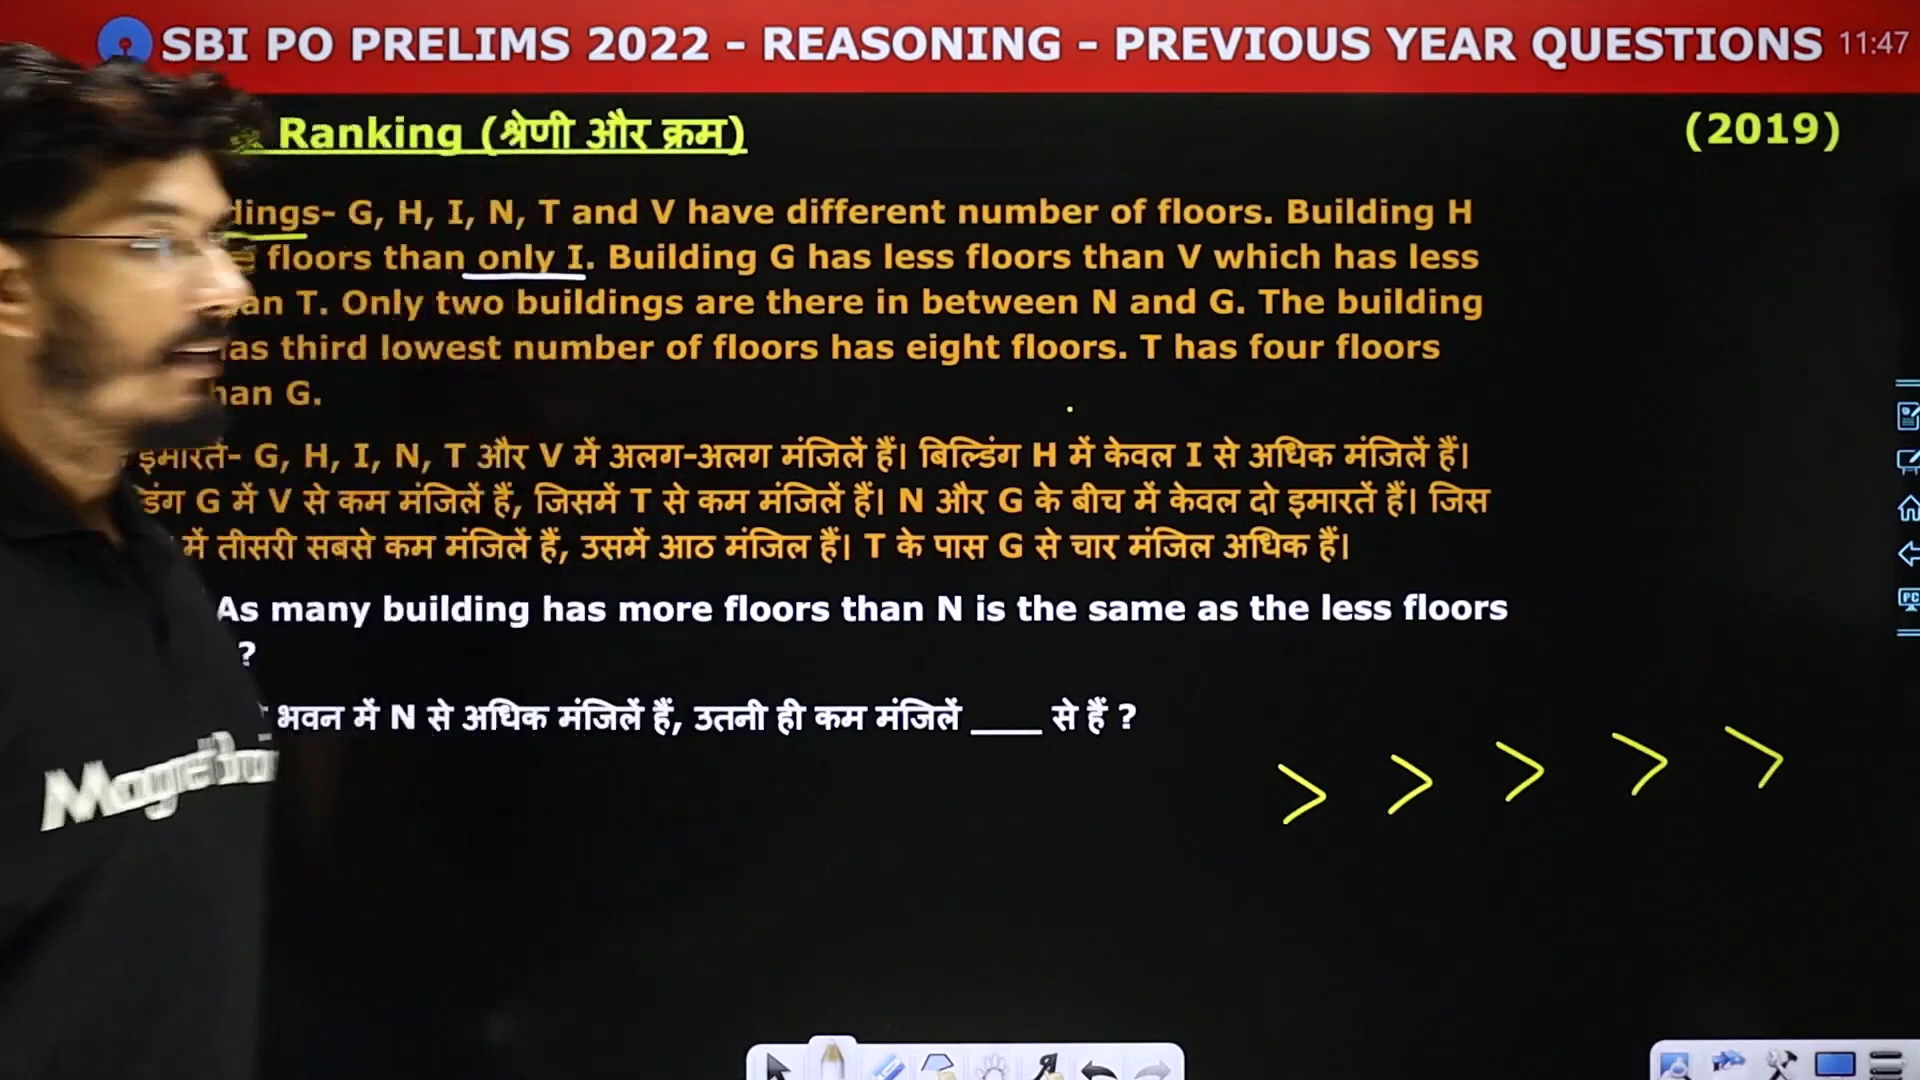 SBI PO PRELIMS 2022 - REASONING - PREVIOUS YEAR QUESTIONS 11:47
Ranking (श्रेणी और क्रम)
(2019)
dings- G, H, I, N, T and V have different number of floors. Building H
floors than only I. Building G has less floors than V which has less
an T. Only two buildings are there in between N and G. The building
as third lowest number of floors has eight floors. T has four floors
han G.
इमारतें- G, H, I, N, T और V में अलग-अलग मंजिलें हैं। बिल्डिंग H में केवल I से अधिक मंजिलें हैं।
डिंग G में V से कम मंजिलें हैं, जिसमें T से कम मंजिलें हैं। N और G के बीच में केवल दो इमारतें हैं। जिस
में तीसरी सबसे कम मंजिलें हैं, उसमें आठ मंजिल हैं। T के पास G से चार मंजिल अधिक हैं।
As many building has more floors than N is the same as the less floors
?
भवन में N से अधिक मंजिलें हैं, उतनी ही कम मंजिलें ____ से हैं ?
> > > > >
PC